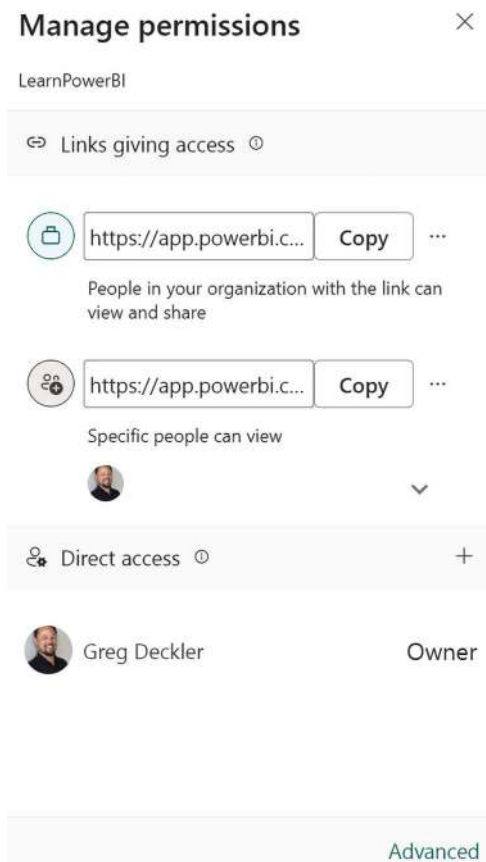 Manage permissions
LearnPowerBI
Links giving access
https://app.powerbi.c... Copy ...
People in your organization with the link can
view and share
https://app.powerbi.c... Copy ...
Specific people can view
Direct access
Greg Deckler Owner
Advanced